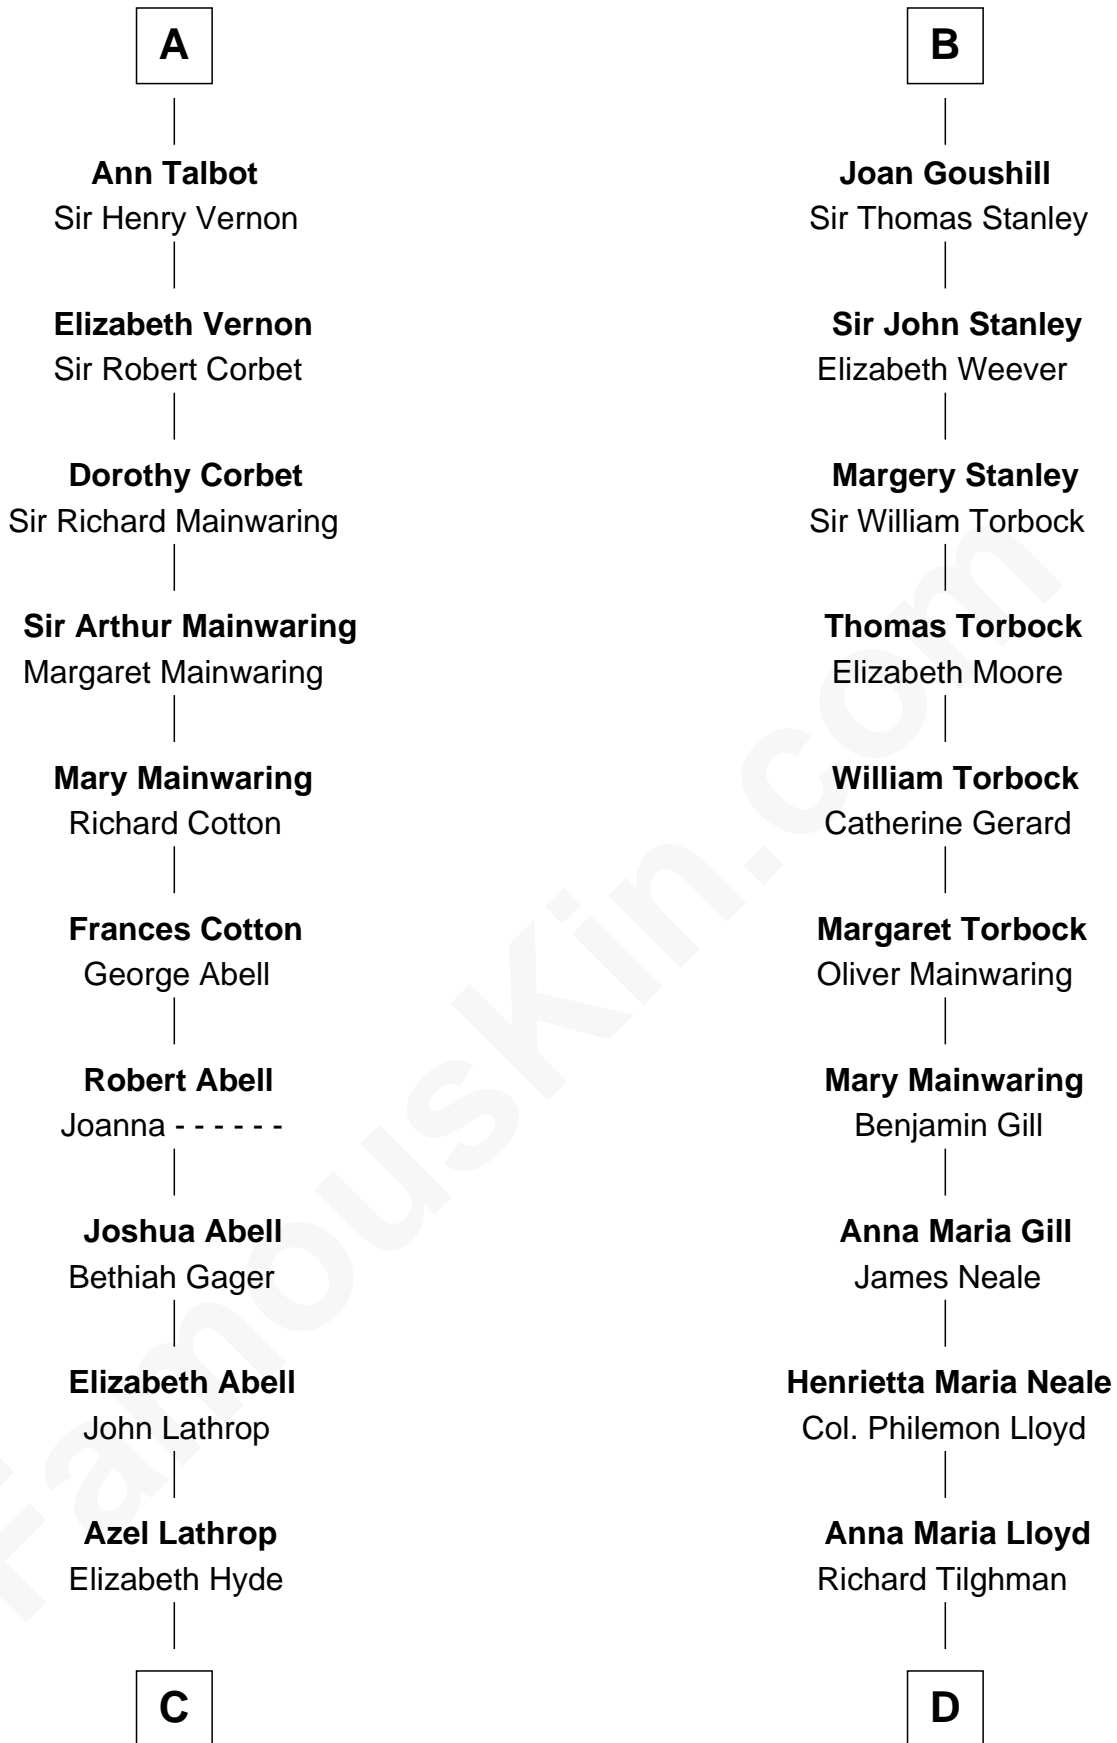 A
Ann Talbot
Sir Henry Vernon
Elizabeth Vernon
Sir Robert Corbet
Dorothy Corbet
Sir Richard Mainwaring
Sir Arthur Mainwaring
Margaret Mainwaring
Mary Mainwaring
Richard Cotton
Frances Cotton
George Abell
Robert Abell
Joanna - - - - - -
Joshua Abell
Bethiah Gager
Elizabeth Abell
John Lathrop
Azel Lathrop
Elizabeth Hyde
C
B
Joan Goushill
Sir Thomas Stanley
Sir John Stanley
Elizabeth Weever
Margery Stanley
Sir William Torbock
Thomas Torbock
Elizabeth Moore
William Torbock
Catherine Gerard
Margaret Torbock
Oliver Mainwaring
Mary Mainwaring
Benjamin Gill
Anna Maria Gill
James Neale
Henrietta Maria Neale
Col. Philemon Lloyd
Anna Maria Lloyd
Richard Tilghman
D
FamousKin.com